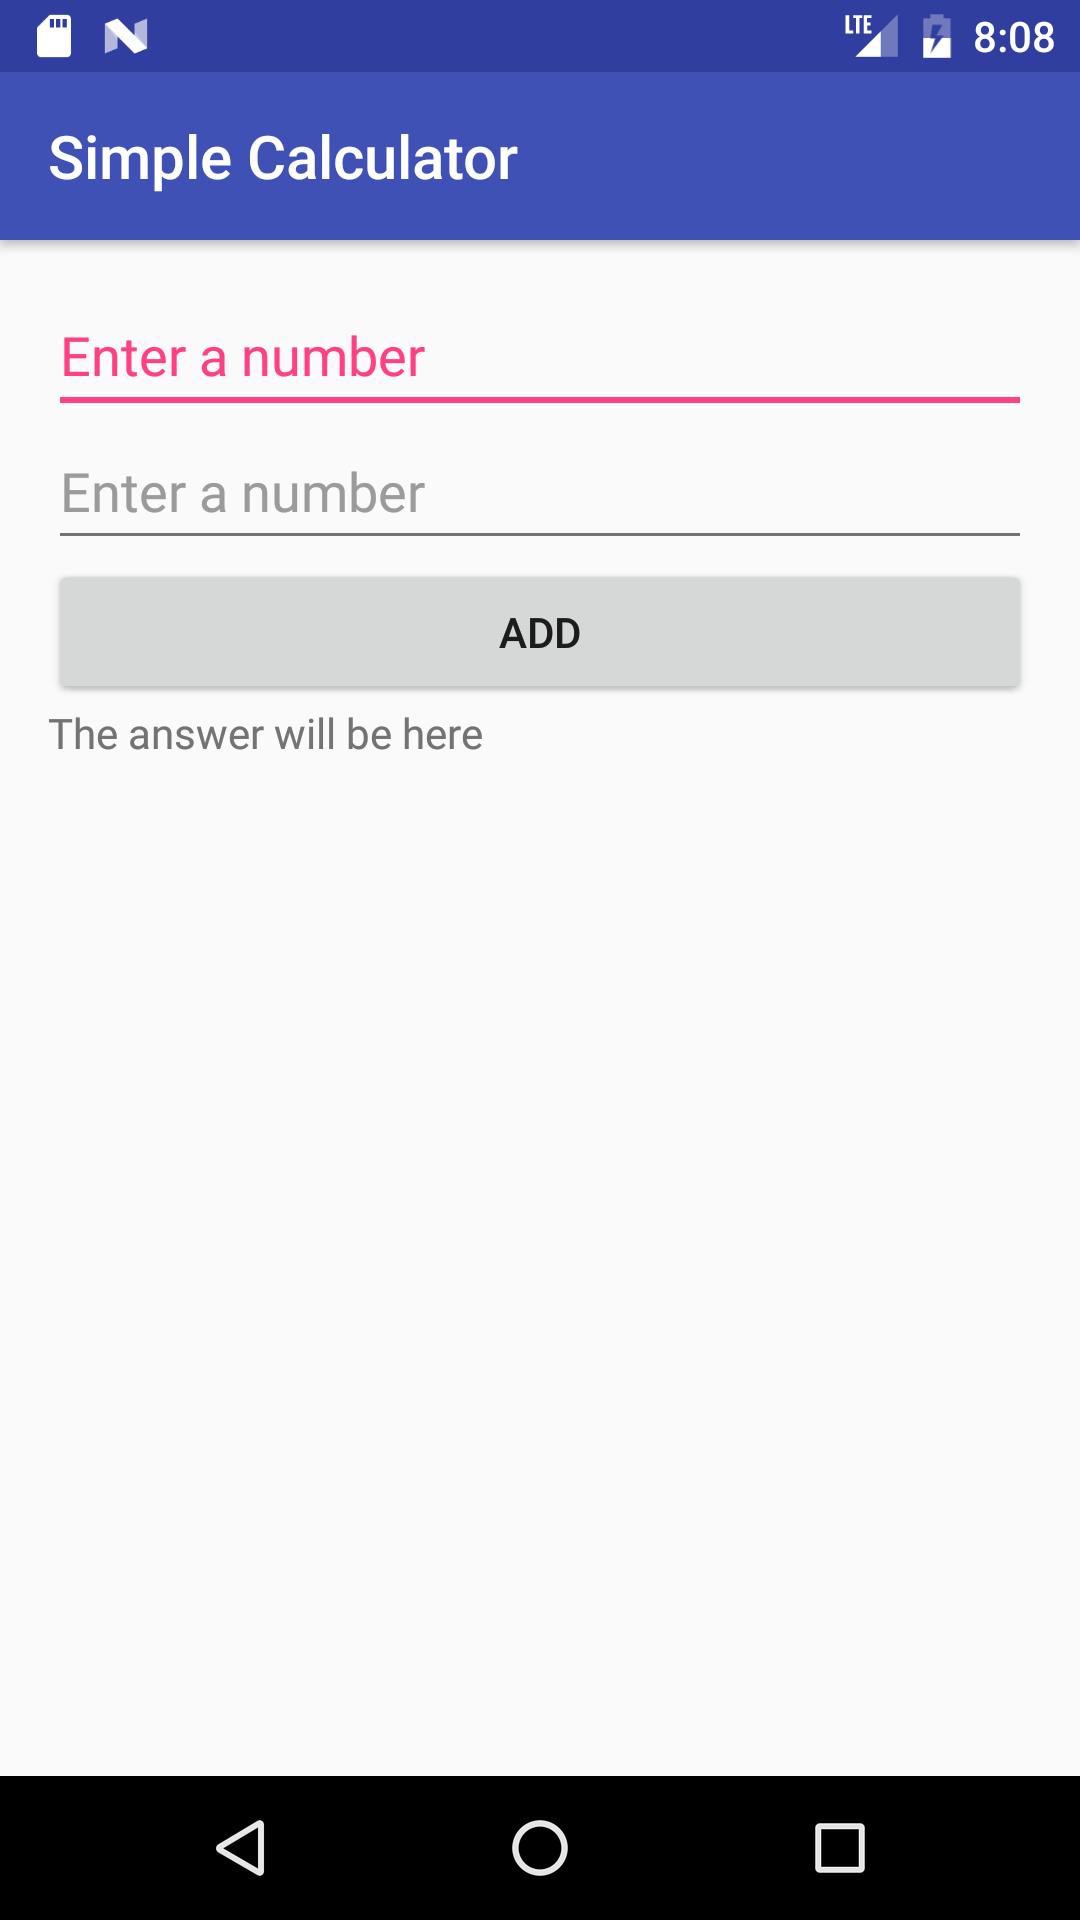 LTE 8:08
Simple Calculator
Enter a number
Enter a number
ADD
The answer will be here